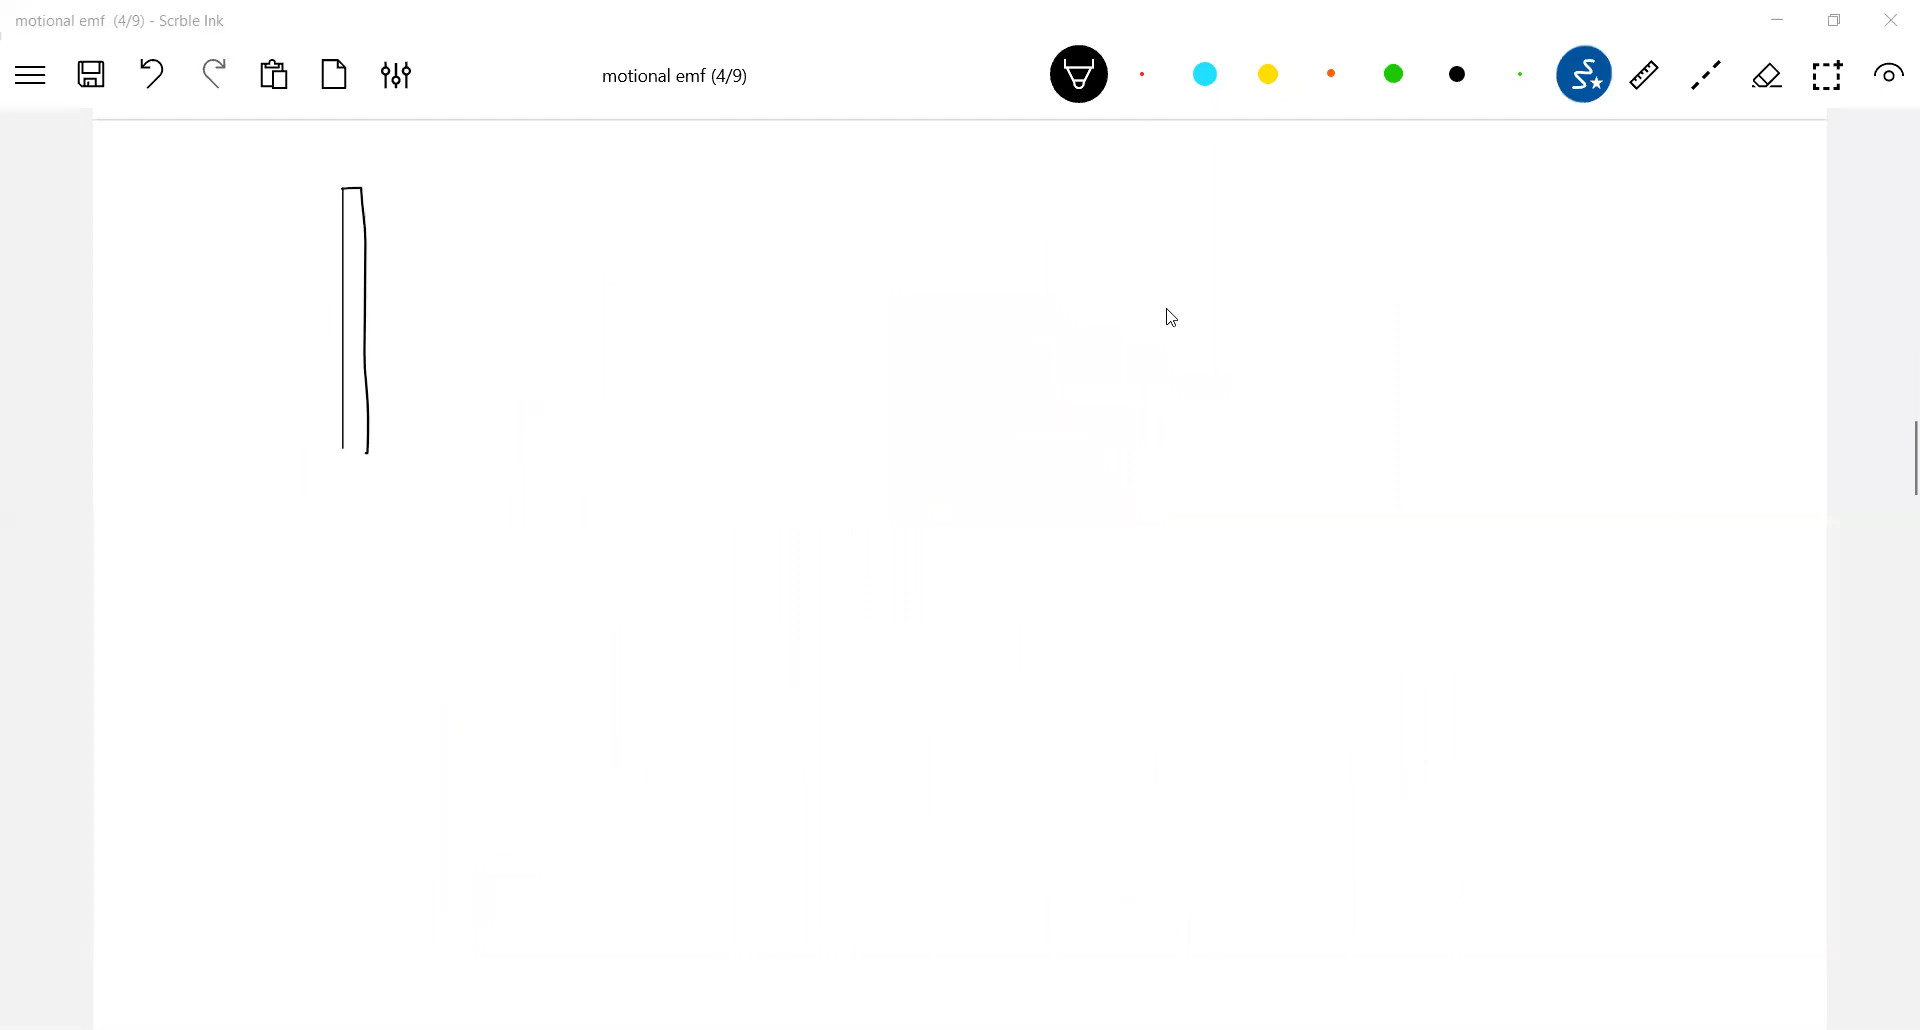 motional emf (4/9) - Scrble Ink
motional emf (4/9)